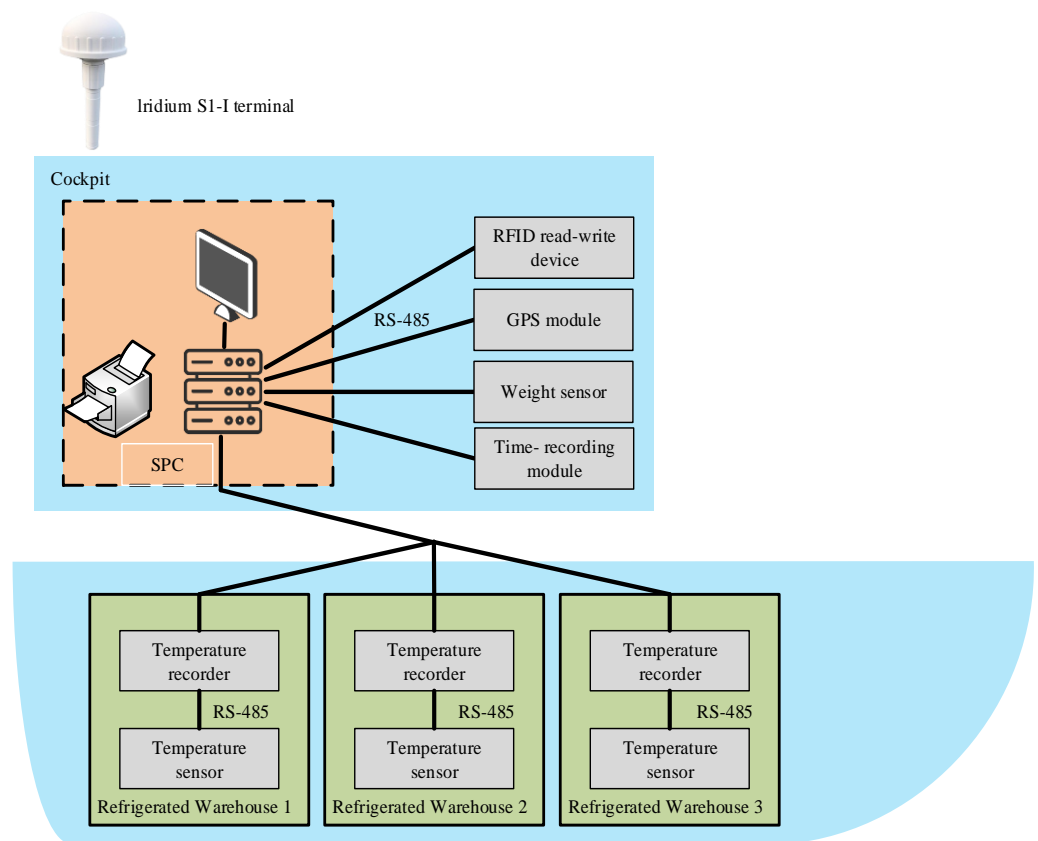 Iridium S1-I terminal
Cockpit
RFID read-write
device
RS-485
GPS module
Weight sensor
Time- recording
module
SPC
Temperature
recorder
RS-485
Temperature
sensor
Refrigerated Warehouse 1
Temperature
recorder
RS-485
Temperature
sensor
Refrigerated Warehouse 2
Temperature
recorder
RS-485
Temperature
sensor
Refrigerated Warehouse 3